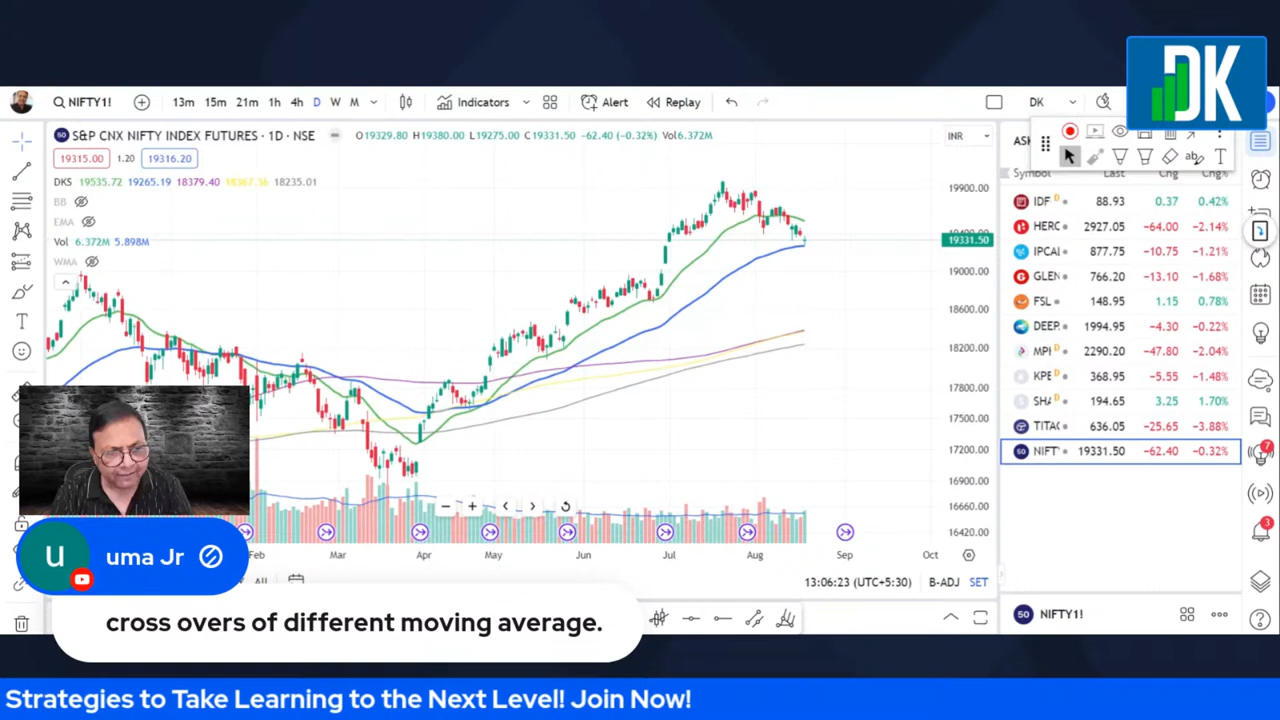 DK
NIFTY1!
13m 15m 21m 1h 4h D W M
Indicators
Alert
Replay
DK
S&P CNX NIFTY INDEX FUTURES · 1D · NSE
O19329.80 H19380.00 L19275.00 C19331.50 −62.40 (−0.32%) Vol6.372M
INR
19315.00 1.20 19316.20
DKS 19535.72 19265.19 18379.40 18367.36 18235.01
BB
EMA
Vol 6.372M 5.898M
WMA
19900.00
19331.50
19000.00
18600.00
18200.00
17800.00
17500.00
17200.00
16900.00
16660.00
16420.00
Feb Mar Apr May Jun Jul Aug Sep Oct
All
13:06:23 (UTC+5:30) B-ADJ SET
Symbol Last Chg Chg%
IDF 88.93 0.37 0.42%
HERC 2927.05 −64.00 −2.14%
IPCAL 877.75 −10.75 −1.21%
GLEN 766.20 −13.10 −1.68%
FSL 148.95 1.15 0.78%
DEEP 1994.95 −4.30 −0.22%
MPI 2290.20 −47.80 −2.04%
KPE 368.95 −5.55 −1.48%
SHA 194.65 3.25 1.70%
TITAG 636.05 −25.65 −3.88%
NIFTY 19331.50 −62.40 −0.32%
NIFTY1!
7
3
u
uma Jr
cross overs of different moving average.
Strategies to Take Learning to the Next Level! Join Now!